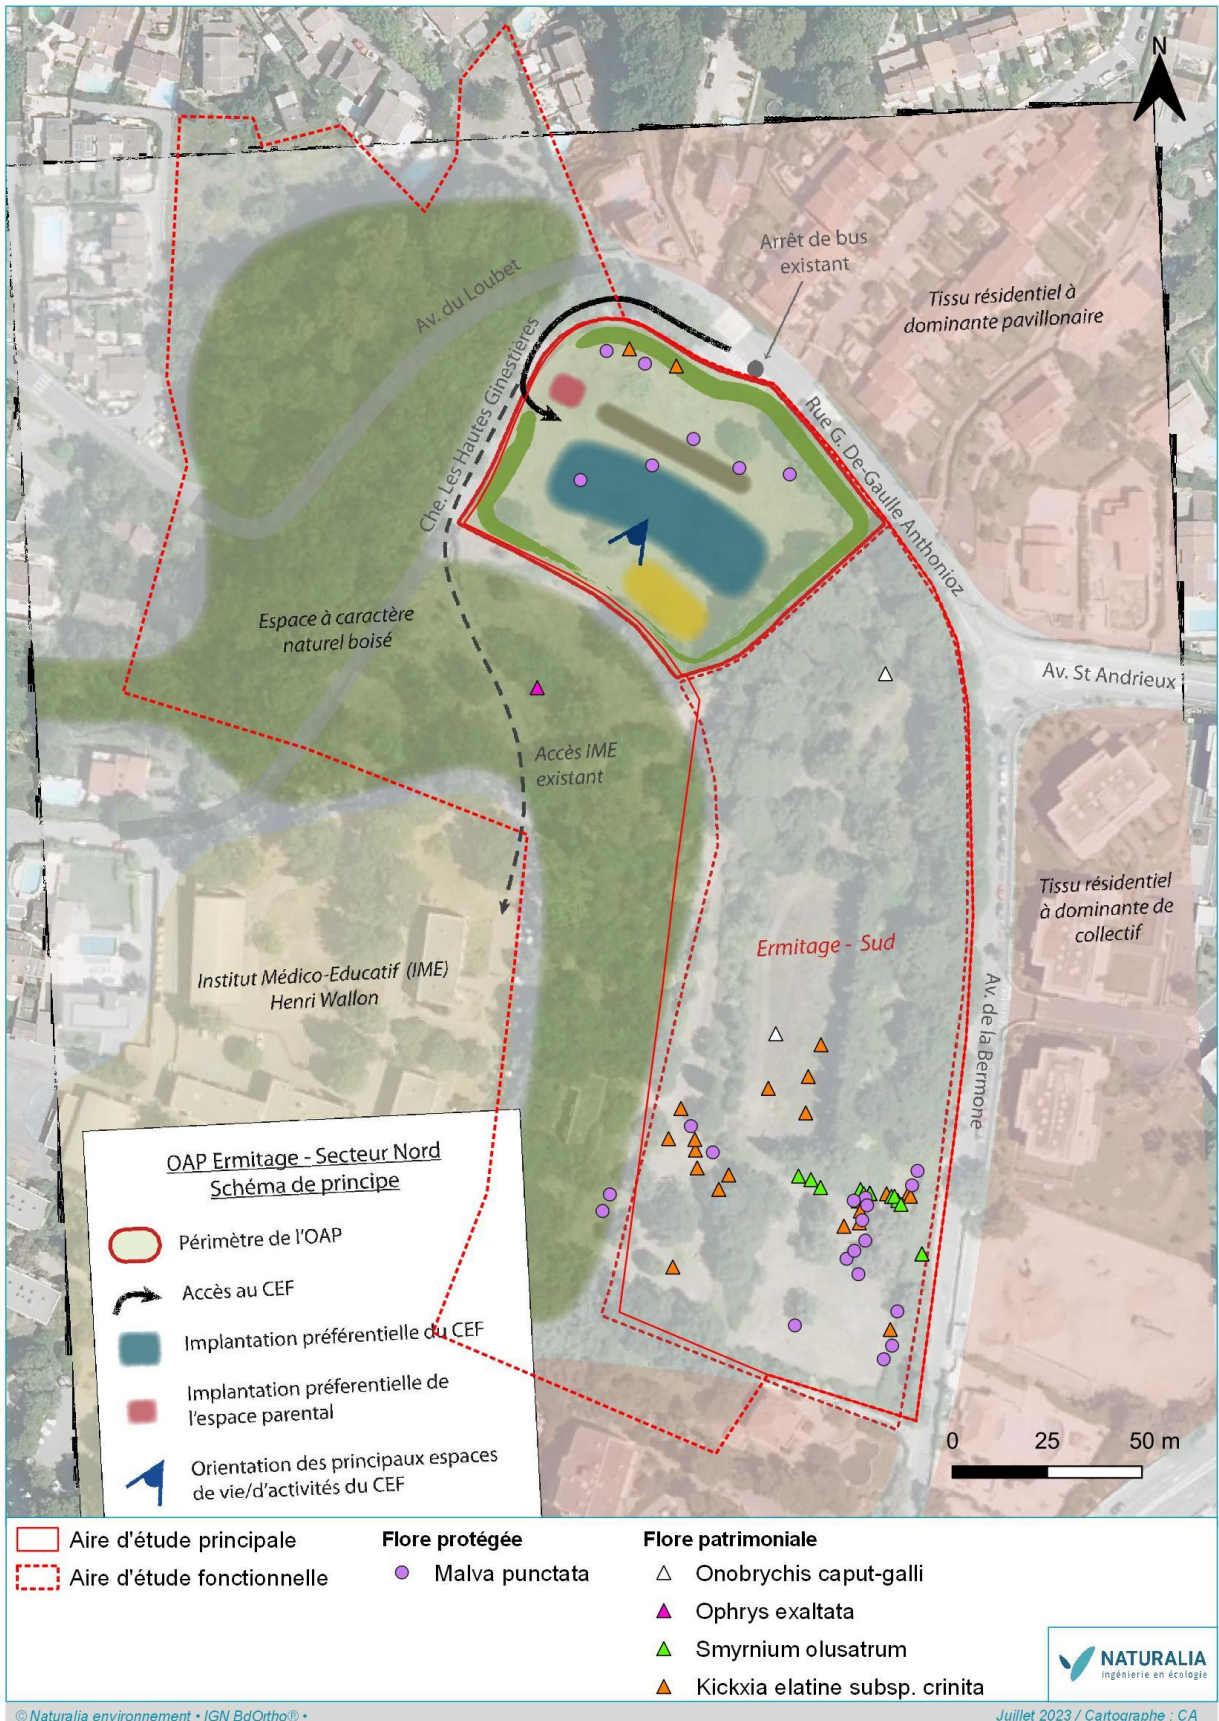 N
Arrêt de bus
existant
Tissu résidentiel à
dominante pavillonaire
Av. du Loubet
Che. Les Hautes Ginestières
Rue G. De-Gaulle Anthonioz
Espace à caractère
naturel boisé
Av. St Andrieux
Accès IME
existant
Tissu résidentiel
à dominante de
collectif
Ermitage - Sud
Institut Médico-Educatif (IME)
Henri Wallon
Av. de la Bermone
OAP Ermitage - Secteur Nord
Schéma de principe
Périmètre de l'OAP
Accès au CEF
Implantation préférentielle du CEF
Implantation préferentielle de
l'espace parental
Orientation des principaux espaces
de vie/d'activités du CEF
0 25 50 m
Aire d'étude principale
Aire d'étude fonctionnelle
Flore protégée
Malva punctata
Flore patrimoniale
Onobrychis caput-galli
Ophrys exaltata
Smyrnium olusatrum
Kickxia elatine subsp. crinita
NATURALIA
ingénierie en écologie
© Naturalia environnement • IGN BdOrtho® •
Juillet 2023 / Cartographe : CA